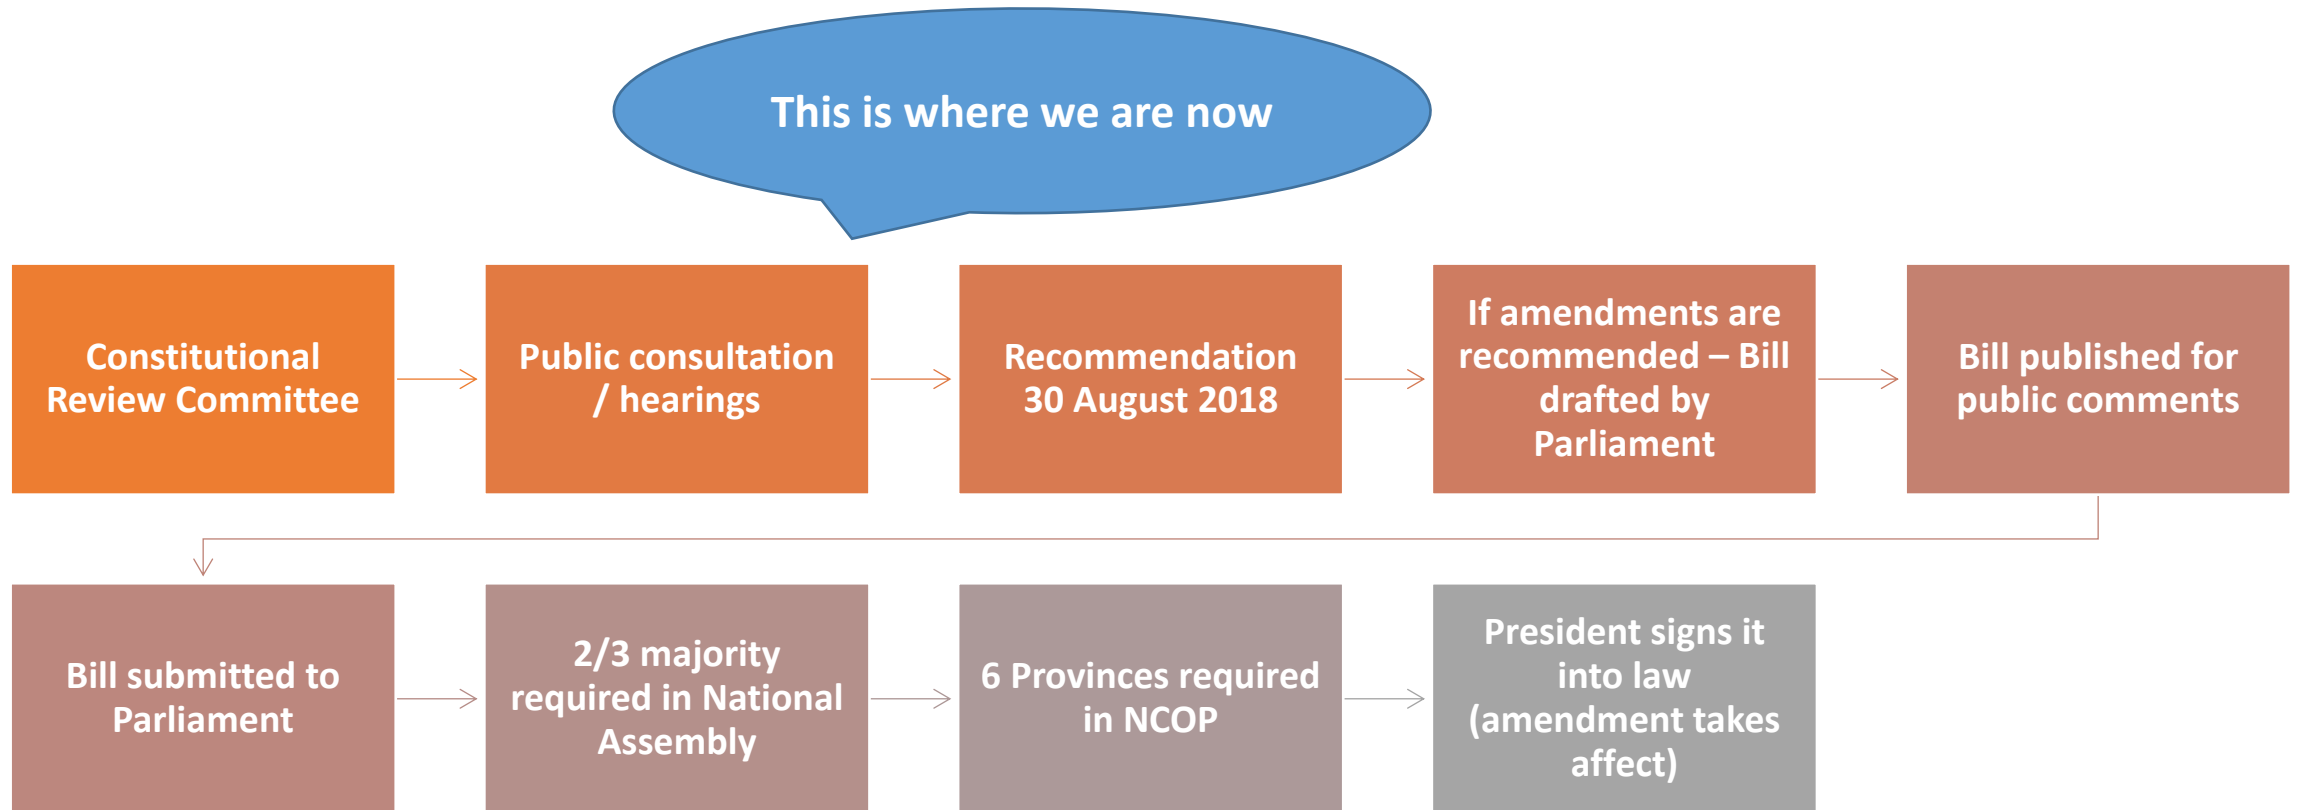 This is where we are now
Constitutional
Review Committee
Public consultation
/ hearings
Recommendation
30 August 2018
If amendments are
recommended – Bill
drafted by
Parliament
Bill published for
public comments
Bill submitted to
Parliament
2/3 majority
required in National
Assembly
6 Provinces required
in NCOP
President signs it
into law
(amendment takes
affect)